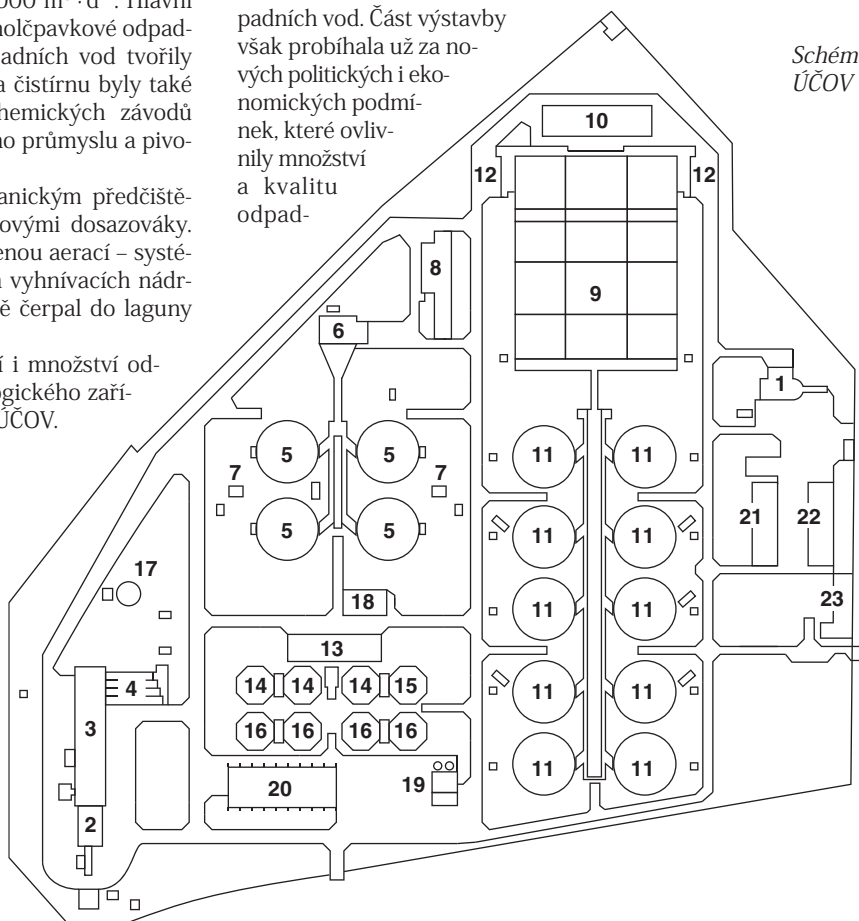 000 m³ · d⁻¹. Hlavní
nolčpavkové odpad-
adních vod tvořily
a čistírnu byly také
hemických závodů
no průmyslu a pivo-
anickým předčiště-
ovými dosazováky.
enou aerací – systé-
vyhnívacích nádr-
ě čerpal do laguny
í i množství od-
ogického zaří-
ÚČOV.
padních vod. Část výstavby
však probíhala už za no-
vých politických i eko-
nomických podmí-
nek, které ovliv-
nily množství
a kvalitu
odpad-
Schém
ÚČOV
10
12 12
8
9
6
1
5 5 11 11
7 7
5 5 11 11 21 22
17
18 11 11 23
13
14 14 14 15 11 11
4
3
16 16 16 16
20 19 11 11
2